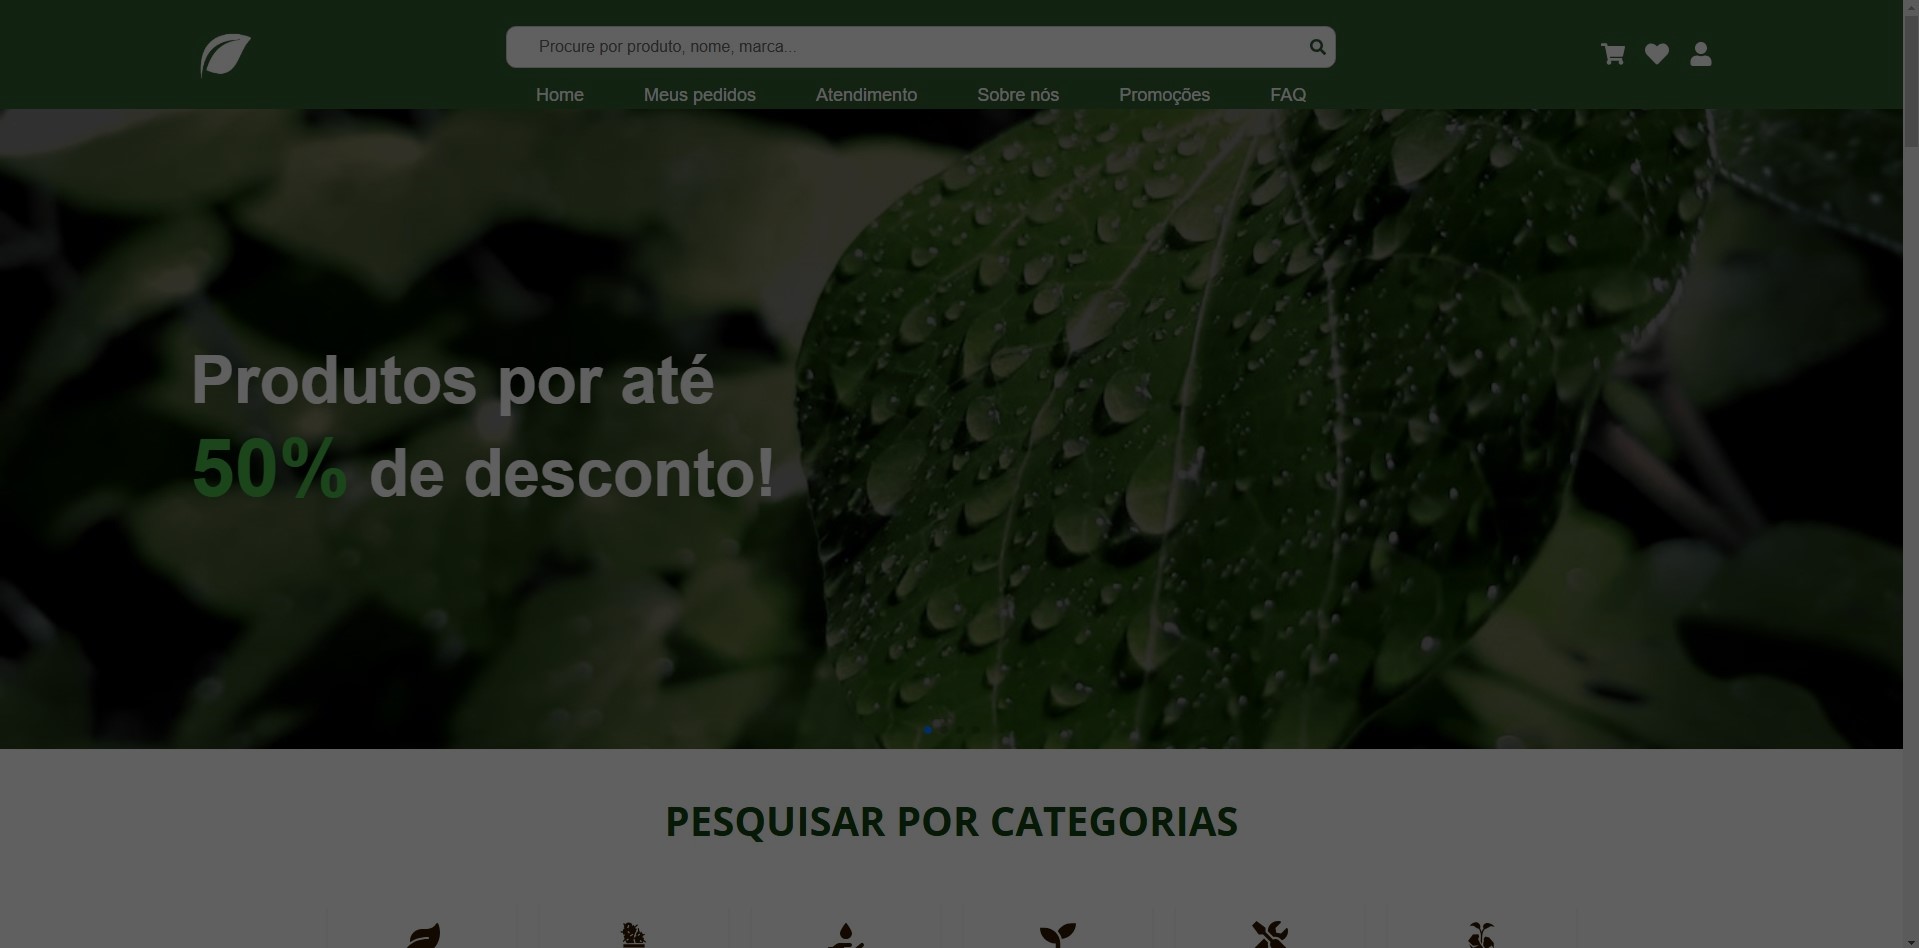 Procure por produto, nome, marca...
Home Meus pedidos Atendimento Sobre nós Promoções FAQ
Produtos por até
50% de desconto!
PESQUISAR POR CATEGORIAS